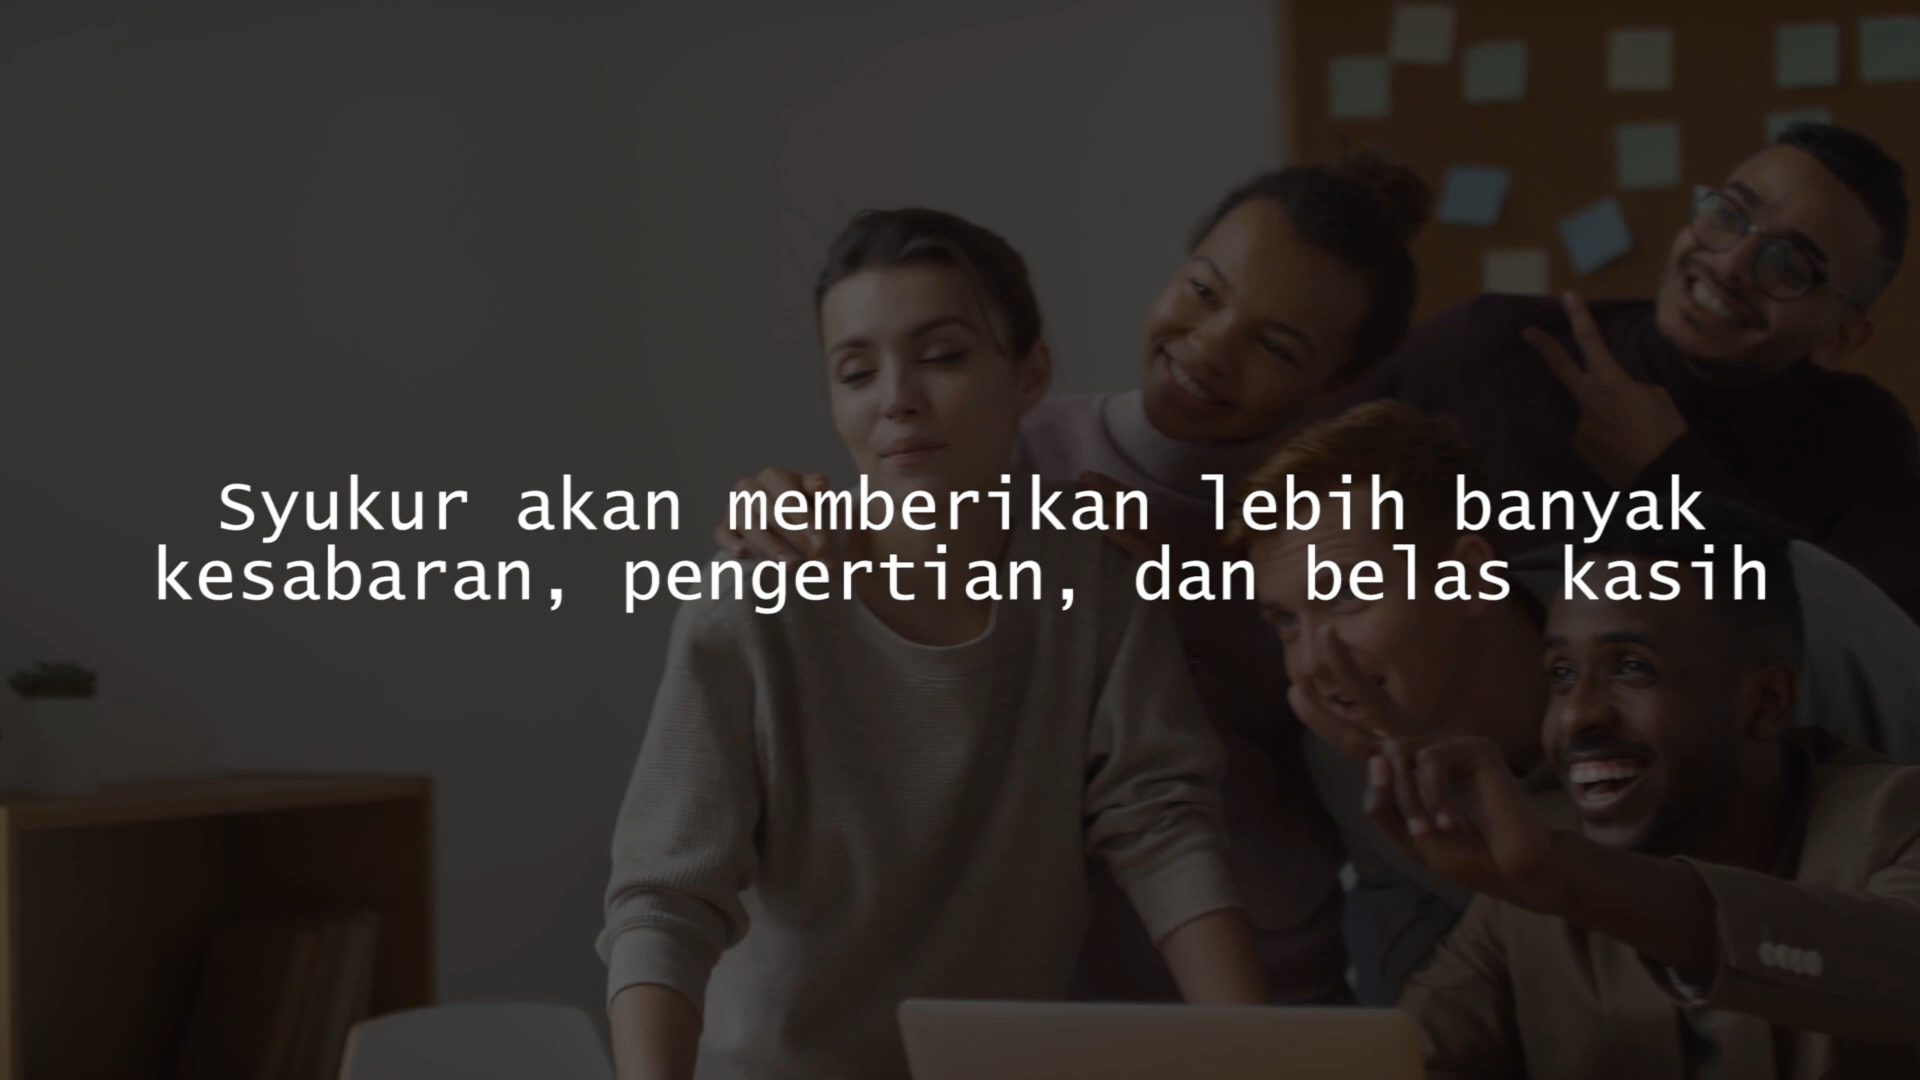 Syukur akan memberikan lebih banyak
kesabaran, pengertian, dan belas kasih